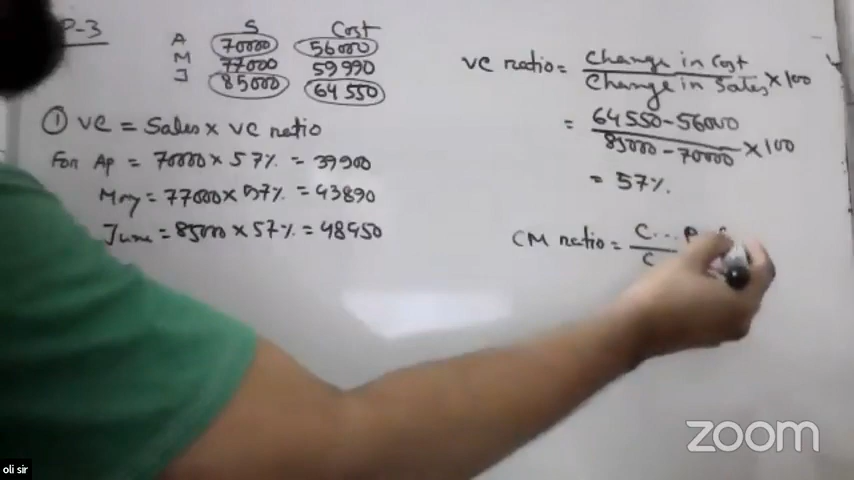 P-3
S Cost
A 70000 56000
M 77000 59990
J 85000 64550
① VC = Sales x VC ratio
For Ap = 70000 x 57% = 39900
May = 77000 x 57% = 43890
June = 85000 x 57% = 48450
VC ratio = Change in Cost / Change in Sales x 100
= 64550-56000 / 85000-70000 x 100
= 57%.
CM ratio = C... P / C
zoom
oli sir